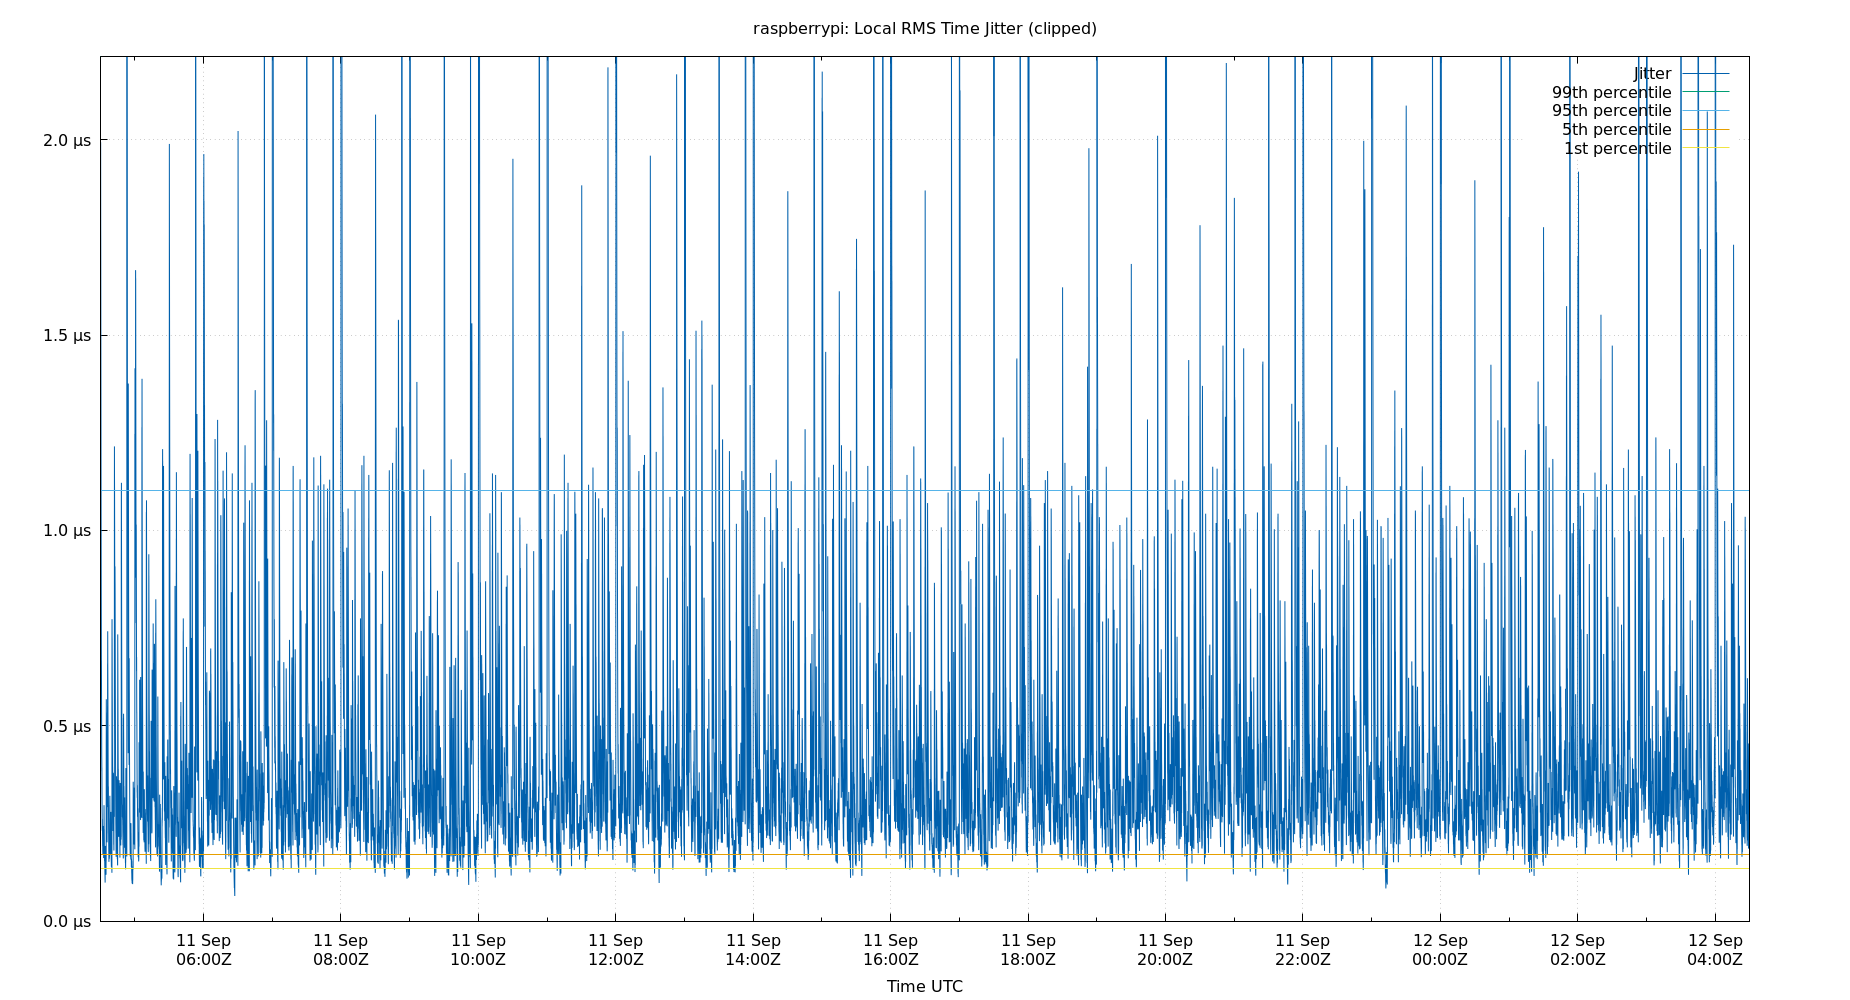 raspberrypi: Local RMS Time Jitter (clipped)
Jitter
99th percentile
95th percentile
5th percentile
1st percentile
2.0 µs
1.5 µs
1.0 µs
0.5 µs
0.0 µs
11 Sep 11 Sep 11 Sep 11 Sep 11 Sep 11 Sep 11 Sep 11 Sep 11 Sep 12 Sep 12 Sep 12 Sep
06:00Z 08:00Z 10:00Z 12:00Z 14:00Z 16:00Z 18:00Z 20:00Z 22:00Z 00:00Z 02:00Z 04:00Z
Time UTC